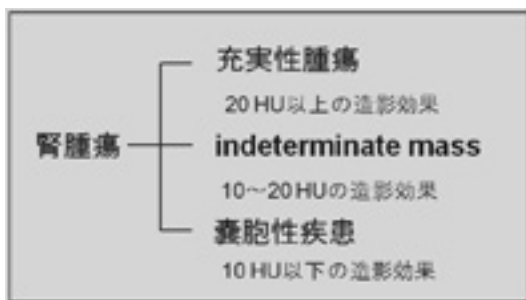 充実性腫瘍
20 HU以上の造影効果
腎腫瘍
indeterminate mass
10～20 HUの造影効果
嚢胞性疾患
10 HU以下の造影効果